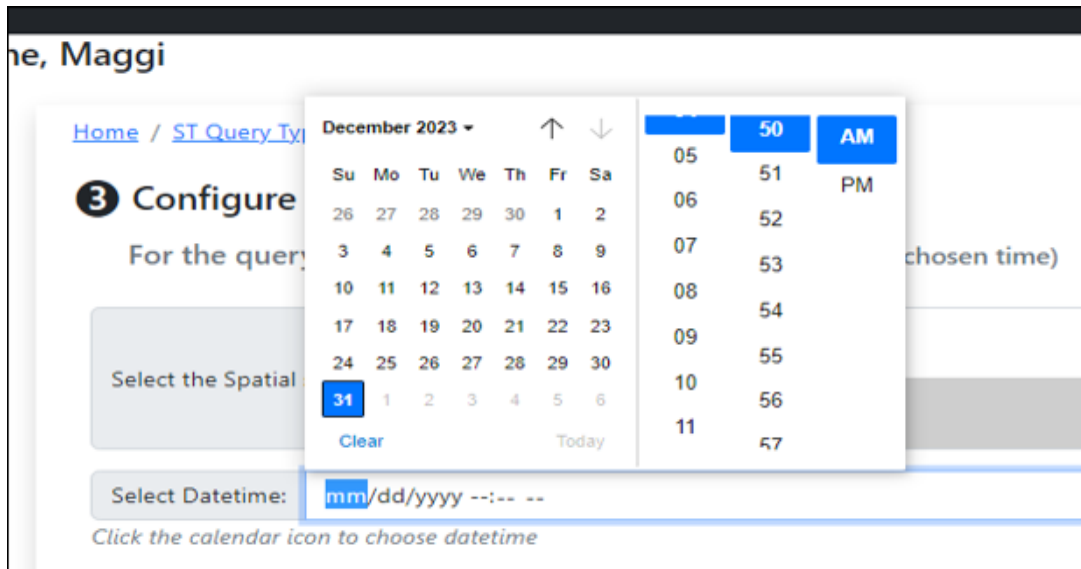 he, Maggi
Home / ST Query Ty
3 Configure
For the query
chosen time)
Select the Spatial
December 2023
Su Mo Tu We Th Fr Sa
26 27 28 29 30 1 2
3 4 5 6 7 8 9
10 11 12 13 14 15 16
17 18 19 20 21 22 23
24 25 26 27 28 29 30
31 1 2 3 4 5 6
Clear Today
05
06
07
08
09
10
11
50
51
52
53
54
55
56
57
AM
PM
Select Datetime: mm/dd/yyyy --:-- --
Click the calendar icon to choose datetime